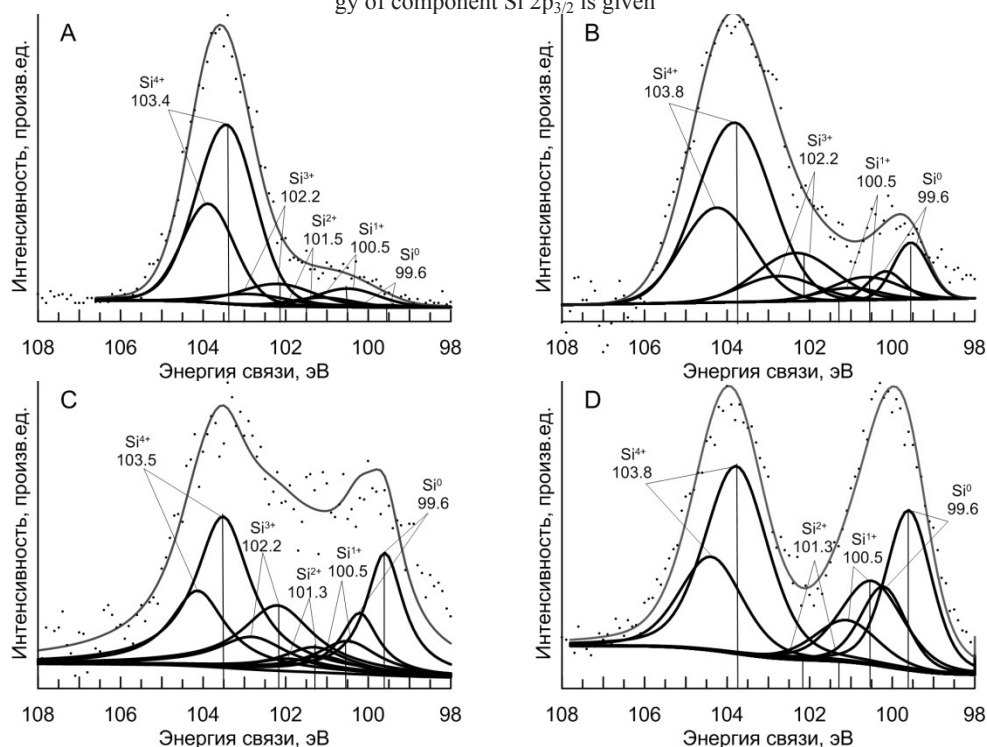 gy of component Si 2p3/2 is given
A
Интенсивность, произв.ед.
Si4+
103.4
Si3+
102.2
Si2+
101.5
Si1+
100.5
Si0
99.6
108 106 104 102 100 98
Энергия связи, эВ
B
Интенсивность, произв.ед.
Si4+
103.8
Si3+
102.2
Si1+
100.5
Si0
99.6
108 106 104 102 100 98
Энергия связи, эВ
C
Интенсивность, произв.ед.
Si4+
103.5
Si3+
102.2
Si2+
101.3
Si1+
100.5
Si0
99.6
108 106 104 102 100 98
Энергия связи, эВ
D
Интенсивность, произв.ед.
Si4+
103.8
Si2+
101.3
Si1+
100.5
Si0
99.6
108 106 104 102 100 98
Энергия связи, эВ